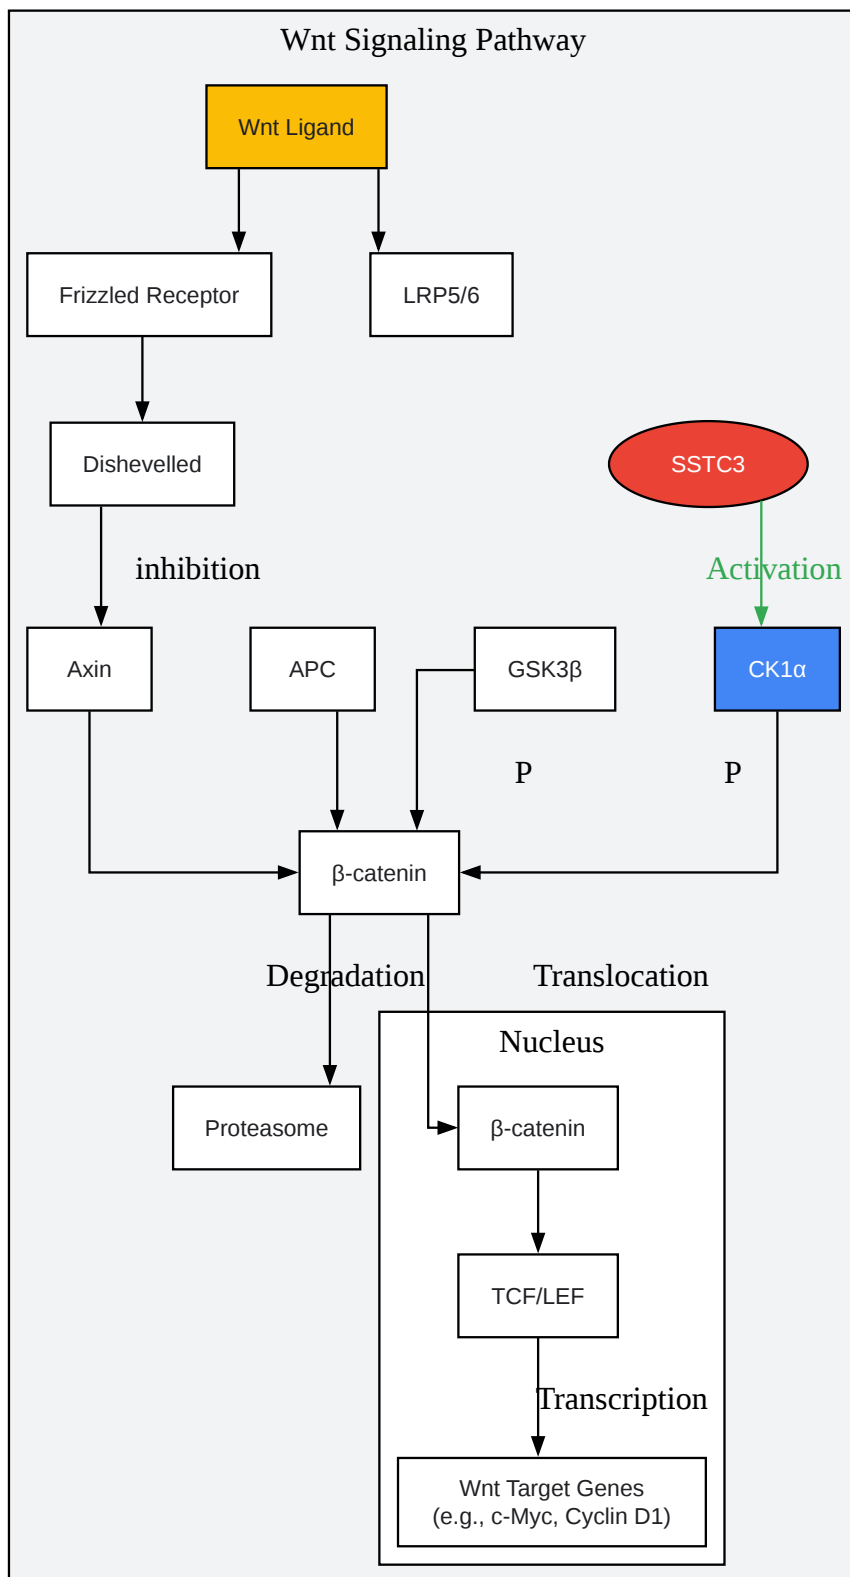 Wnt Signaling Pathway
Wnt Ligand
Frizzled Receptor
LRP5/6
Dishevelled
SSTC3
inhibition
Activation
Axin
APC
GSK3β
CK1α
P
P
β-catenin
Degradation
Translocation
Nucleus
Proteasome
β-catenin
TCF/LEF
Transcription
Wnt Target Genes
(e.g., c-Myc, Cyclin D1)